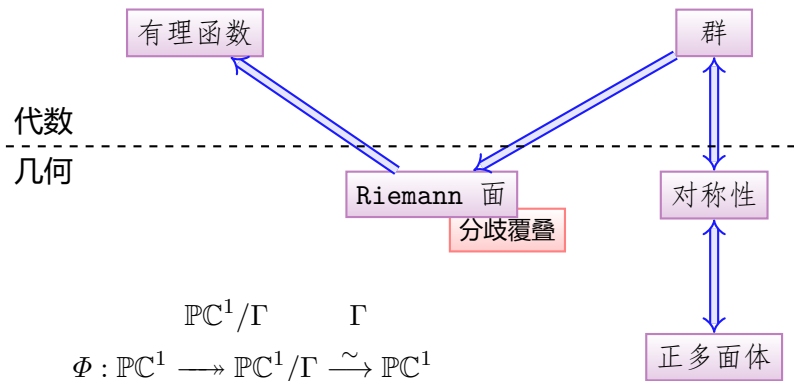 有理函数
群
代数
几何
Riemann 面
对称性
分歧覆叠
ℙℂ¹/Γ Γ
Φ : ℙℂ¹ ↠ ℙℂ¹/Γ ⥲ ℙℂ¹
正多面体